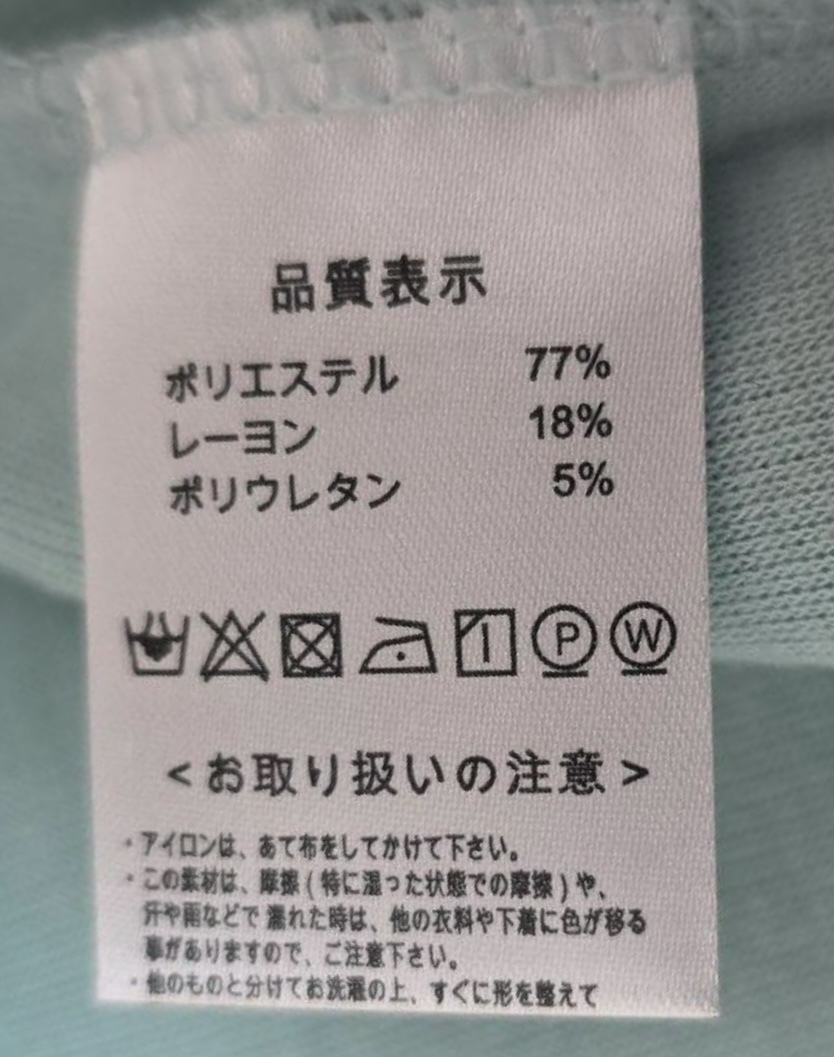 品質表示
ポリエステル 77%
レーヨン 18%
ポリウレタン 5%
P W
<お取り扱いの注意>
・アイロンは、あて布をしてかけて下さい。
・この素材は、摩擦(特に湿った状態での摩擦)や、
汗や雨などで濡れた時は、他の衣料や下着に色が移る
事がありますので、ご注意下さい。
・他のものと分けてお洗濯の上、すぐに形を整えて